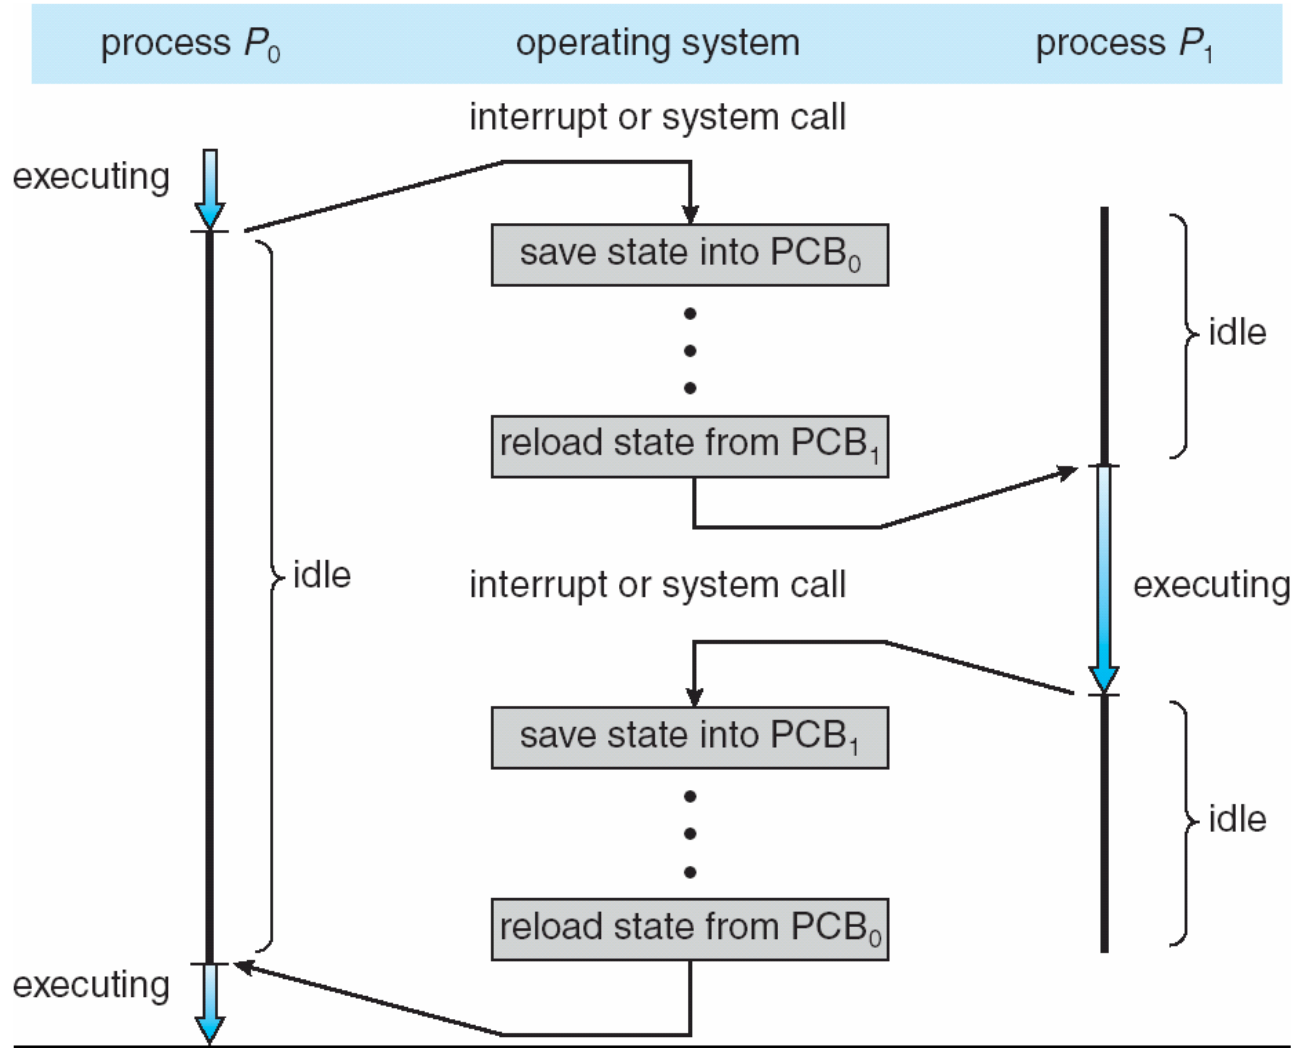 process P₀ operating system process P₁
interrupt or system call
executing
save state into PCB₀
idle
reload state from PCB₁
idle
interrupt or system call
executing
save state into PCB₁
idle
reload state from PCB₀
executing